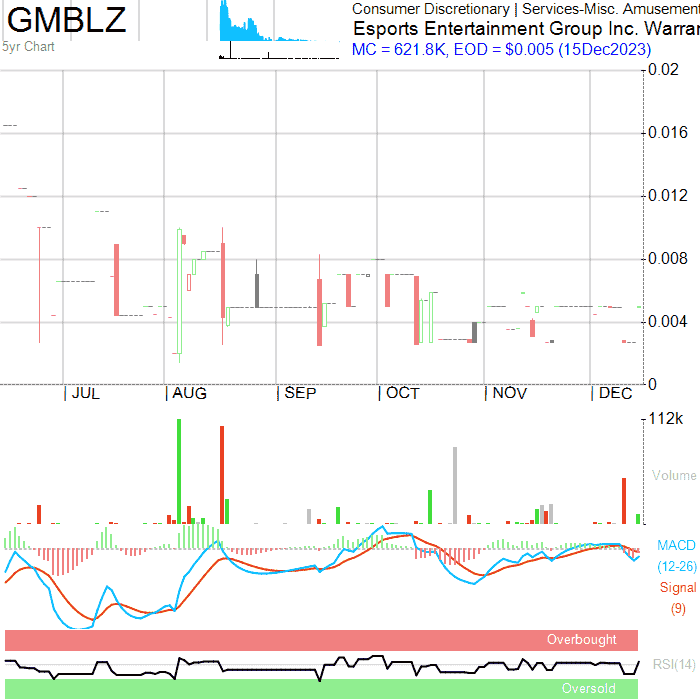 GMBLZ
5yr Chart
Consumer Discretionary | Services-Misc. Amusement
Esports Entertainment Group Inc. Warran
MC = 621.8K, EOD = $0.005 (15Dec2023)
0.02
0.016
0.012
0.008
0.004
0
JUL AUG SEP OCT NOV DEC
112k
Volume
MACD
(12-26)
Signal
(9)
Overbought
RSI(14)
Oversold